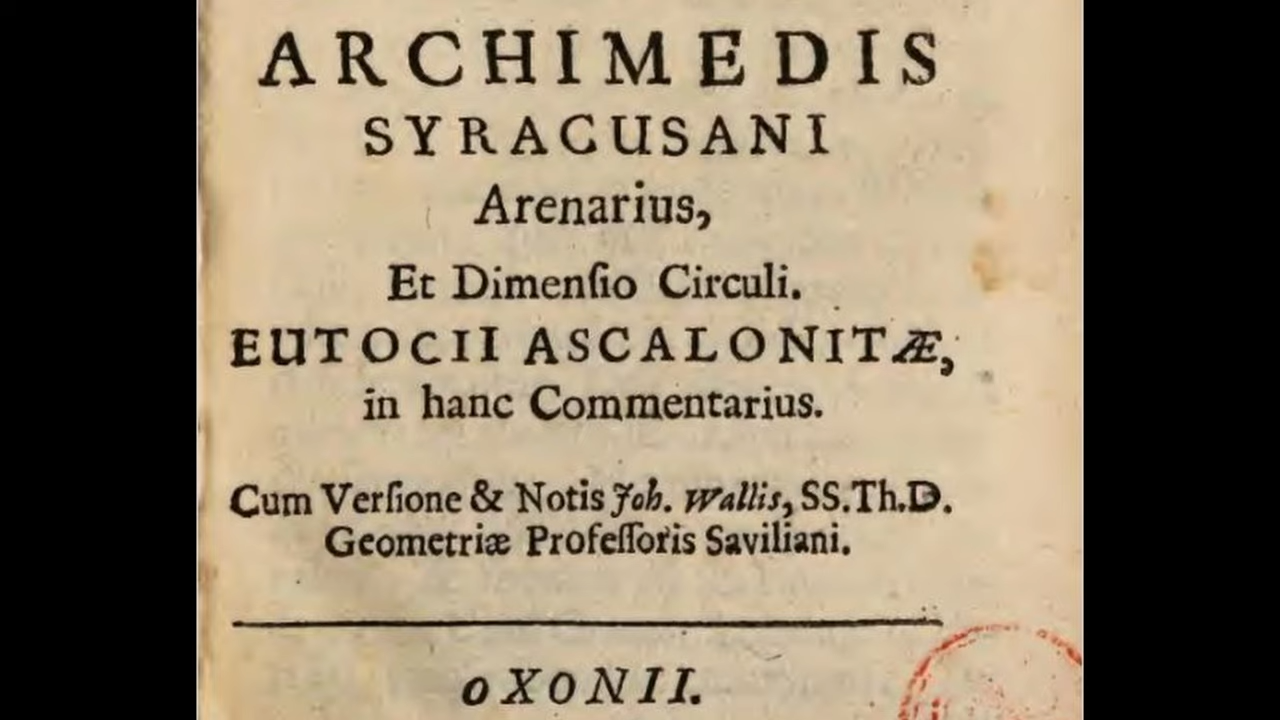 ARCHIMEDIS
SYRACUSANI
Arenarius,
Et Dimenſio Circuli.
EUTOCII ASCALONITÆ,
in hanc Commentarius.
Cum Verſione & Notis Joh. Wallis, SS.Th.D.
Geometriæ Profeſſoris Saviliani.
OXONII.